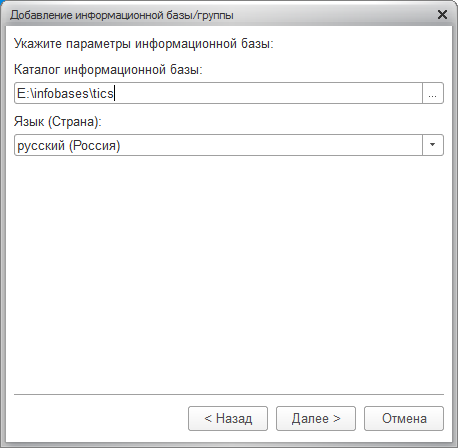 Добавление информационной базы/группы
Укажите параметры информационной базы:
Каталог информационной базы:
E:\infobases\tics
...
Язык (Страна):
русский (Россия)
< Назад
Далее >
Отмена